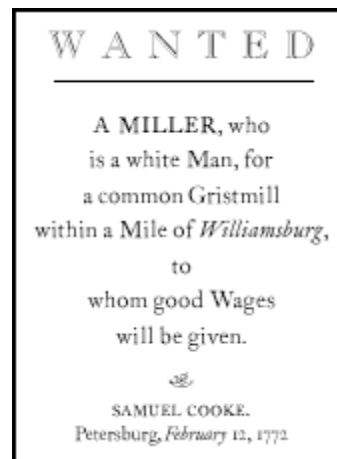 WANTED
A MILLER, who
is a white Man, for
a common Gristmill
within a Mile of Williamsburg,
to
whom good Wages
will be given.
SAMUEL COOKE.
Petersburg, February 12, 1772